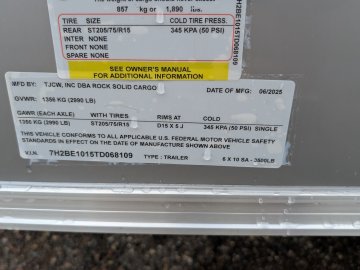 The weight of cargo
857 kg or 1,890 lbs.
TIRE SIZE COLD TIRE PRESS.
REAR ST205/75/R15 345 KPA (50 PSI)
INTER NONE
FRONT NONE
SPARE NONE
7H2BE1015TD068109
SEE OWNER'S MANUAL
FOR ADDITIONAL INFORMATION
MFD BY: TJCW, INC DBA ROCK SOLID CARGO DATE OF MFG: 06/2025
GVWR: 1356 KG (2990 LB)
GAWR (EACH AXLE) WITH TIRES RIMS AT COLD
1356 KG (2990 LB) ST205/75/R15 D15 X 5 J 345 KPA (50 PSI) SINGLE
THIS VEHICLE CONFORMS TO ALL APPLICABLE U.S. FEDERAL MOTOR VEHICLE SAFETY
STANDARDS IN EFFECT ON THE DATE OF MANUFACTURE SHOWN ABOVE
V.I.N. 7H2BE1015TD068109 TYPE: TRAILER 5 X 10 SA - 3500LB